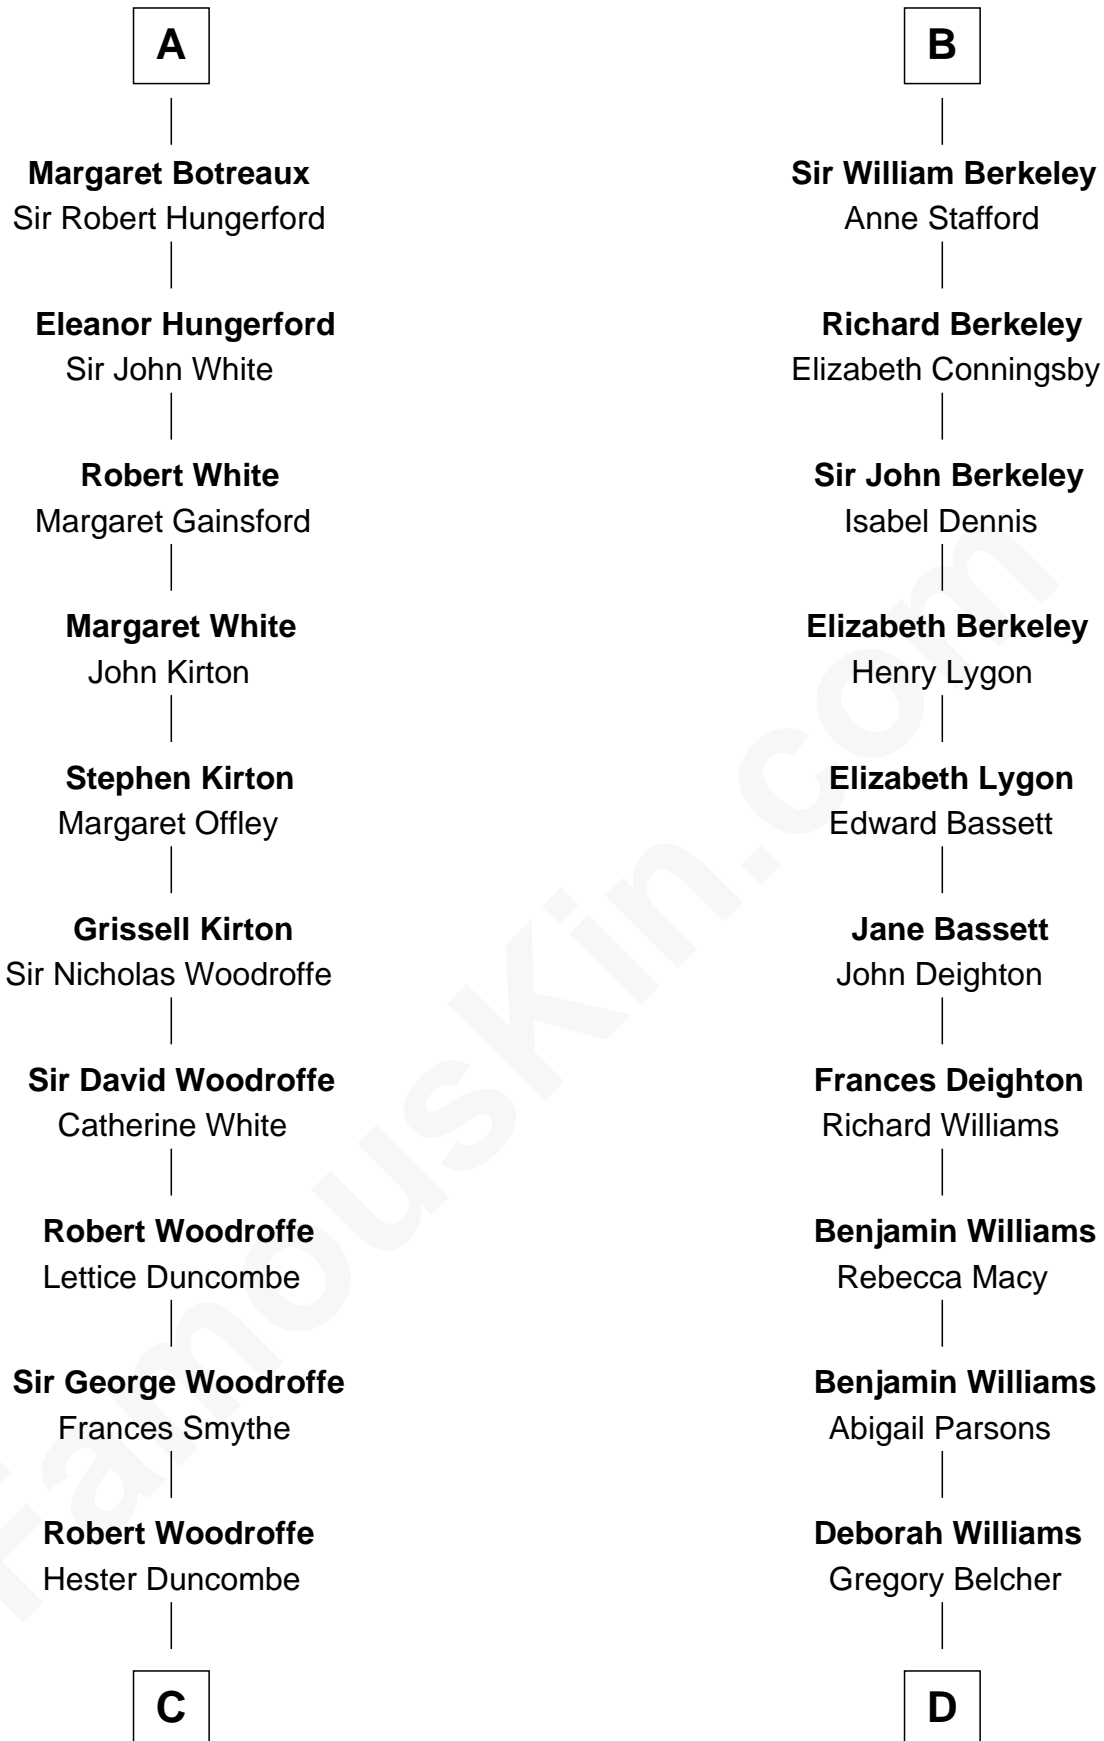 A
Margaret Botreaux
Sir Robert Hungerford
Eleanor Hungerford
Sir John White
Robert White
Margaret Gainsford
Margaret White
John Kirton
Stephen Kirton
Margaret Offley
Grissell Kirton
Sir Nicholas Woodroffe
Sir David Woodroffe
Catherine White
Robert Woodroffe
Lettice Duncombe
Sir George Woodroffe
Frances Smythe
Robert Woodroffe
Hester Duncombe
C
B
Sir William Berkeley
Anne Stafford
Richard Berkeley
Elizabeth Conningsby
Sir John Berkeley
Isabel Dennis
Elizabeth Berkeley
Henry Lygon
Elizabeth Lygon
Edward Bassett
Jane Bassett
John Deighton
Frances Deighton
Richard Williams
Benjamin Williams
Rebecca Macy
Benjamin Williams
Abigail Parsons
Deborah Williams
Gregory Belcher
D
FamousKin.com